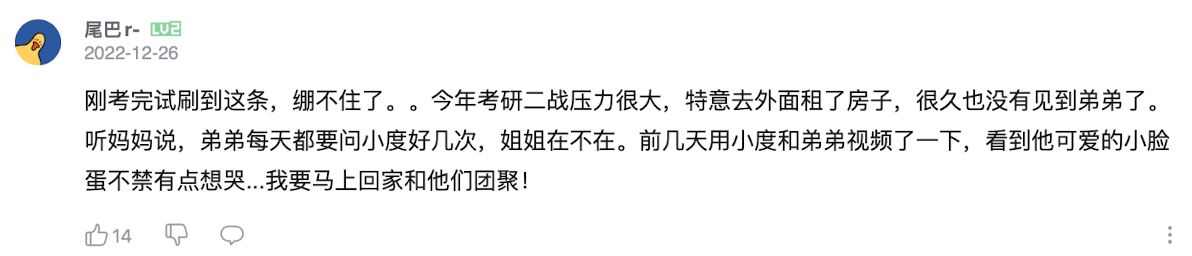 尾巴r- LV2
2022-12-26
刚考完试刷到这条，绷不住了。。今年考研二战压力很大，特意去外面租了房子，很久也没有见到弟弟了。
听妈妈说，弟弟每天都要问小度好几次，姐姐在不在。前几天用小度和弟弟视频了一下，看到他可爱的小脸
蛋不禁有点想哭...我要马上回家和他们团聚！
14